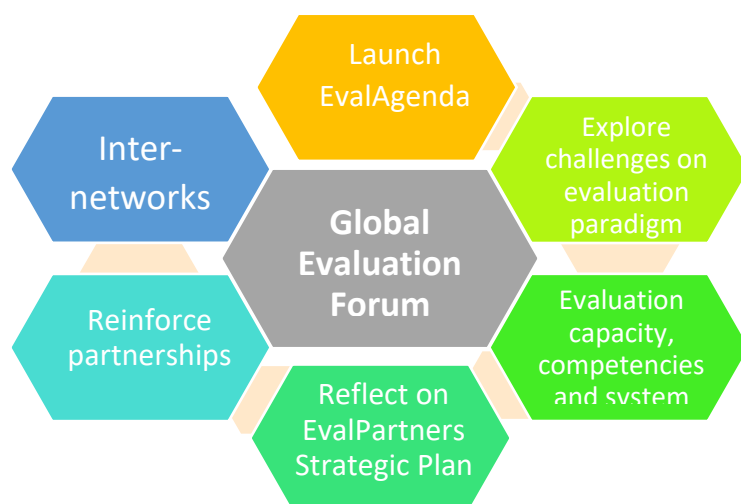 Launch
EvalAgenda
Explore
challenges on
evaluation
paradigm
Inter-
networks
Global
Evaluation
Forum
Evaluation
capacity,
competencies
and system
Reinforce
partnerships
Reflect on
EvalPartners
Strategic Plan